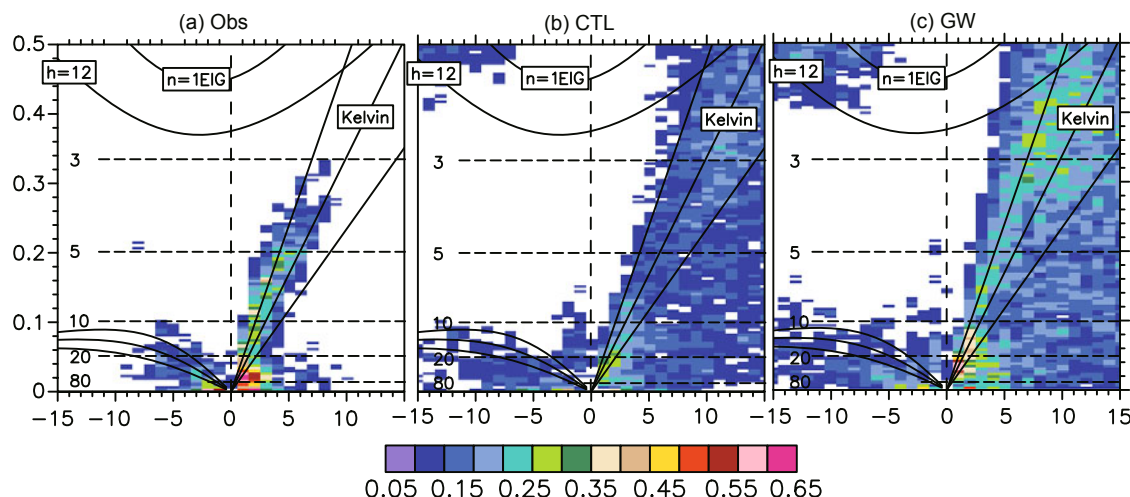 (a) Obs (b) CTL (c) GW
0.5
h=12 n=1EIG h=12 n=1EIG h=12 n=1EIG
0.4
Kelvin Kelvin Kelvin
3 3 3
0.3
0.2 5 5 5
0.1 10 10 10
20 20 20
80 80 80
0
−15 −10 −5 0 5 10 −15 −10 −5 0 5 10 −15 −10 −5 0 5 10 15
0.05 0.15 0.25 0.35 0.45 0.55 0.65